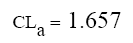 CLa = 1.657